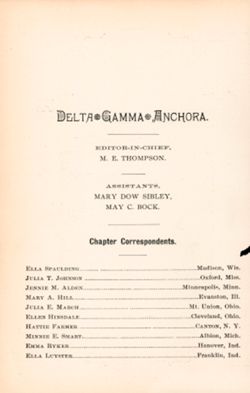 DELTA GAMMA ANCHORA.
EDITOR-IN-CHIEF,
M. E. THOMPSON.
ASSISTANTS,
MARY DOW SIBLEY,
MAY C. BOCK.
Chapter Correspondents.
ELLA SPAULDING Madison, Wis.
JULIA T. JOHNSON Oxford, Miss.
JENNIE M. ALDEN Minneapolis, Minn.
MARY A. HILL Evanston, Ill.
JULIA E. MARCH Mt. Union, Ohio.
ELLEN HINSDALE Cleveland, Ohio.
HATTIE FARMER CANTON, N. Y.
MINNIE E. SMART Albion, Mich.
EMMA RYKER Hanover, Ind.
ELLA LUYSTER Franklin, Ind.